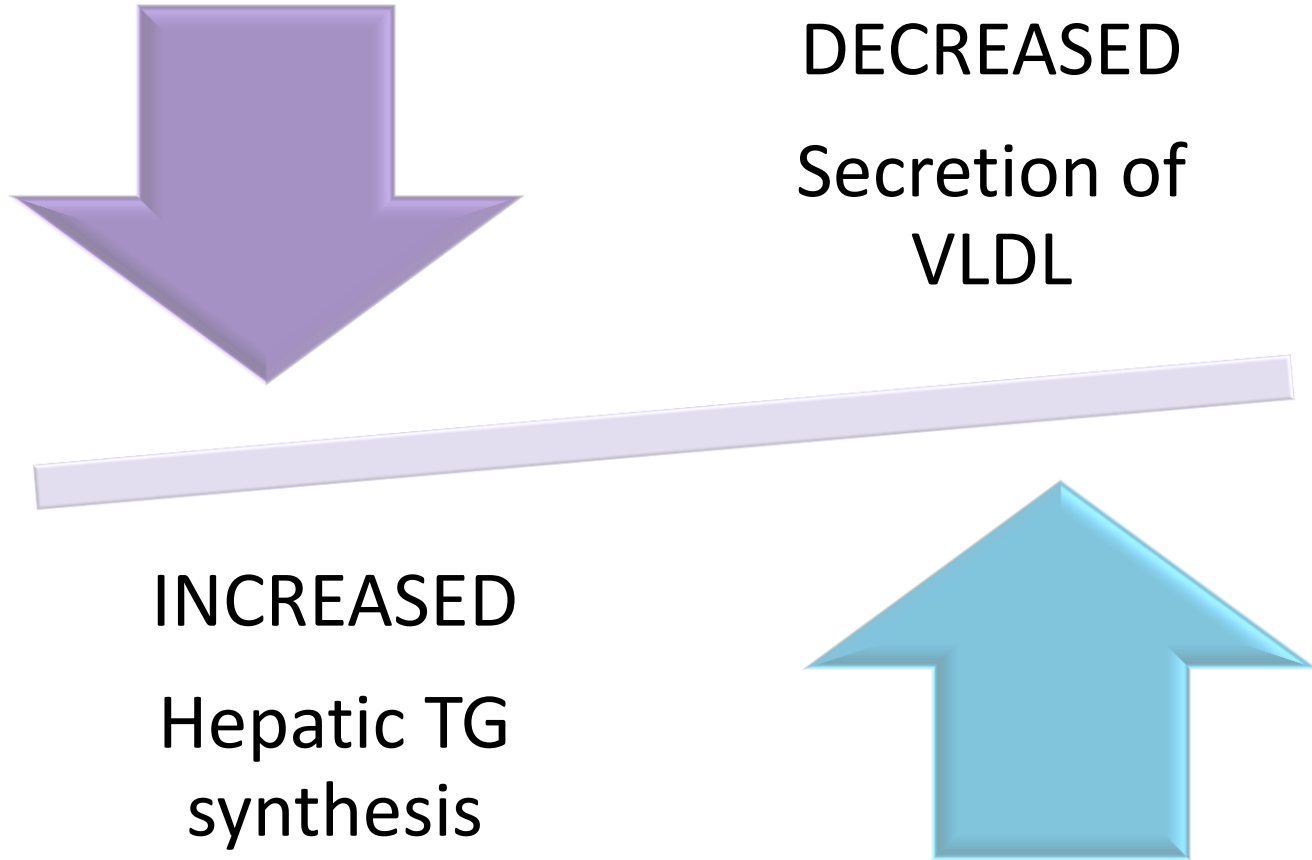 DECREASED
Secretion of
VLDL
INCREASED
Hepatic TG
synthesis